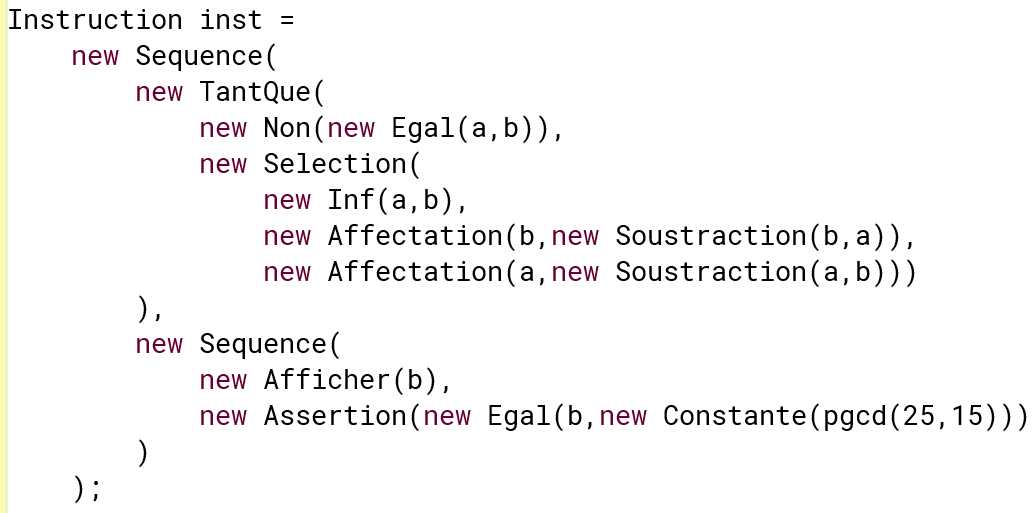 Instruction inst =
    new Sequence(
        new TantQue(
            new Non(new Egal(a,b)),
            new Selection(
                new Inf(a,b),
                new Affectation(b,new Soustraction(b,a)),
                new Affectation(a,new Soustraction(a,b)))
        ),
        new Sequence(
            new Afficher(b),
            new Assertion(new Egal(b,new Constante(pgcd(25,15)))
        )
    );